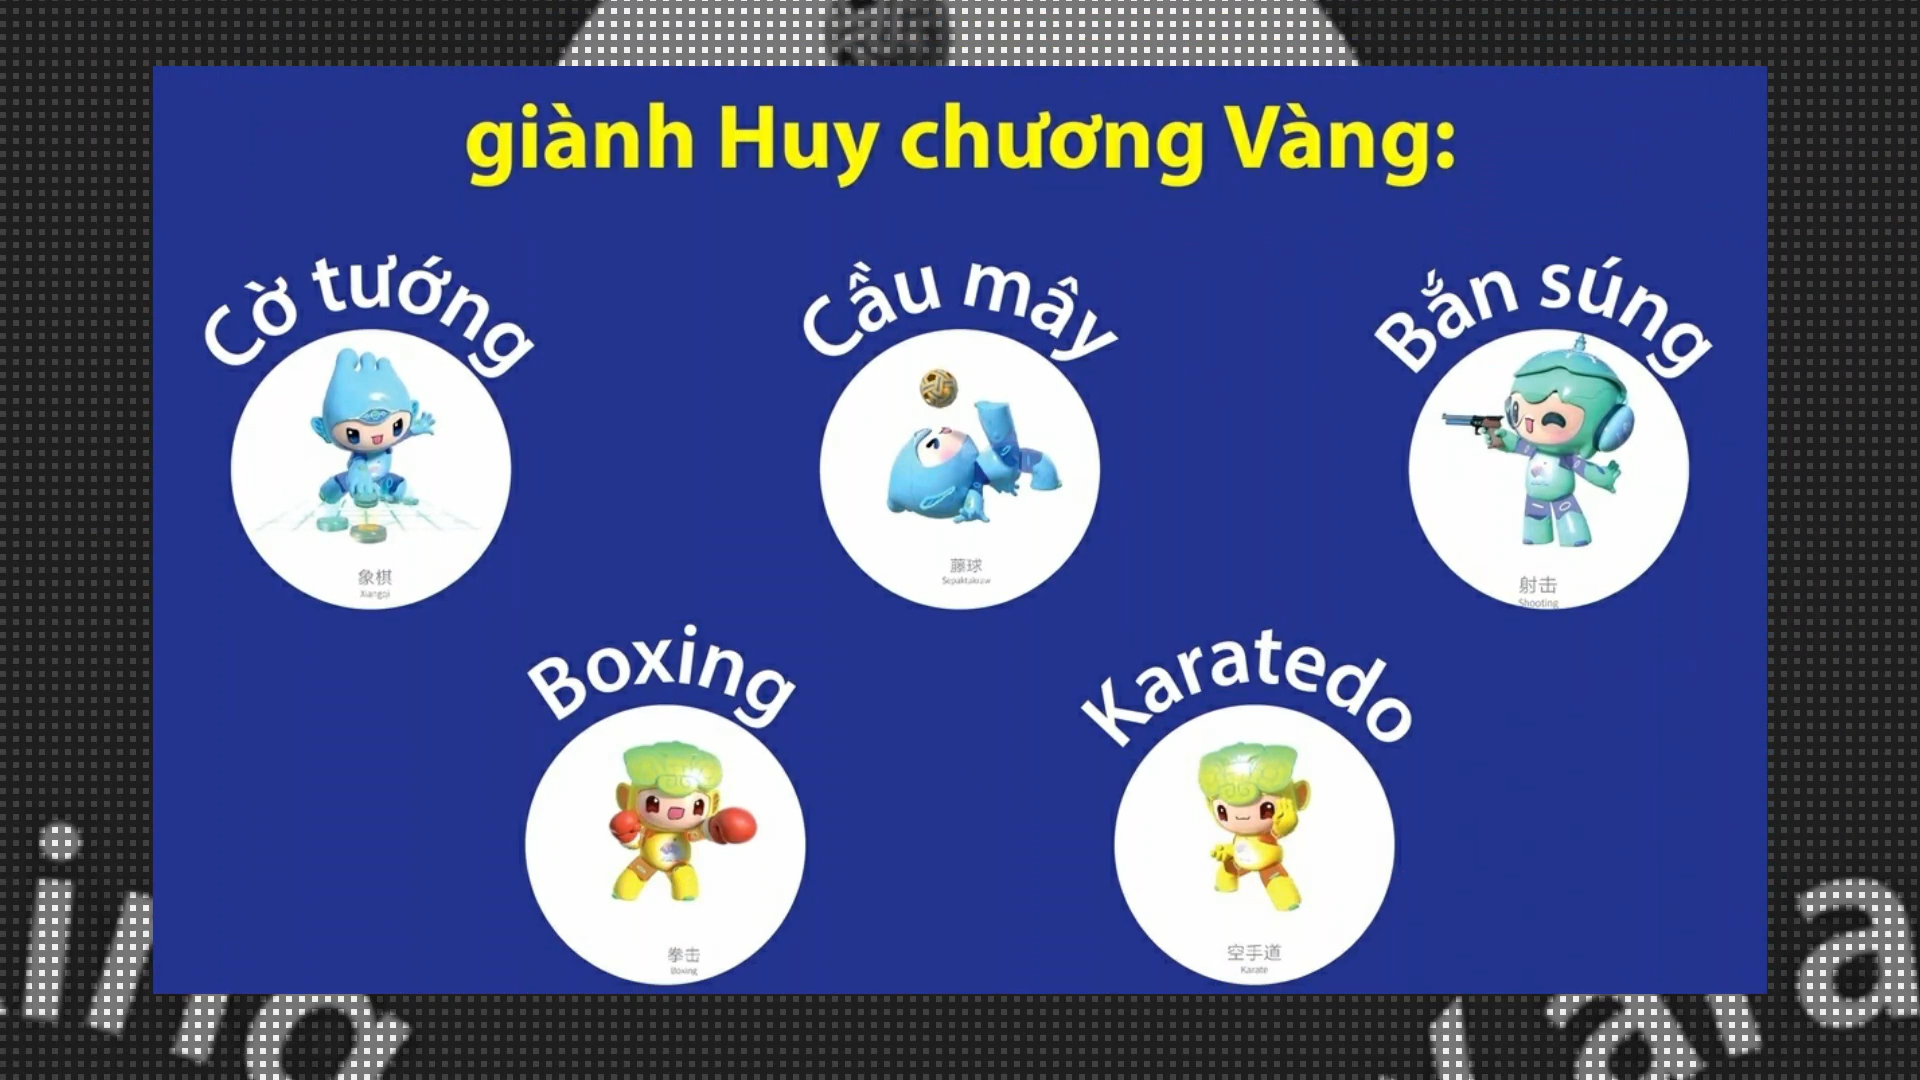 giành Huy chương Vàng:
Cờ tướng
Cầu mây
Bắn súng
象棋
Xiangqi
藤球
Sepaktakraw
射击
Shooting
Boxing
Karatedo
拳击
Boxing
空手道
Karate